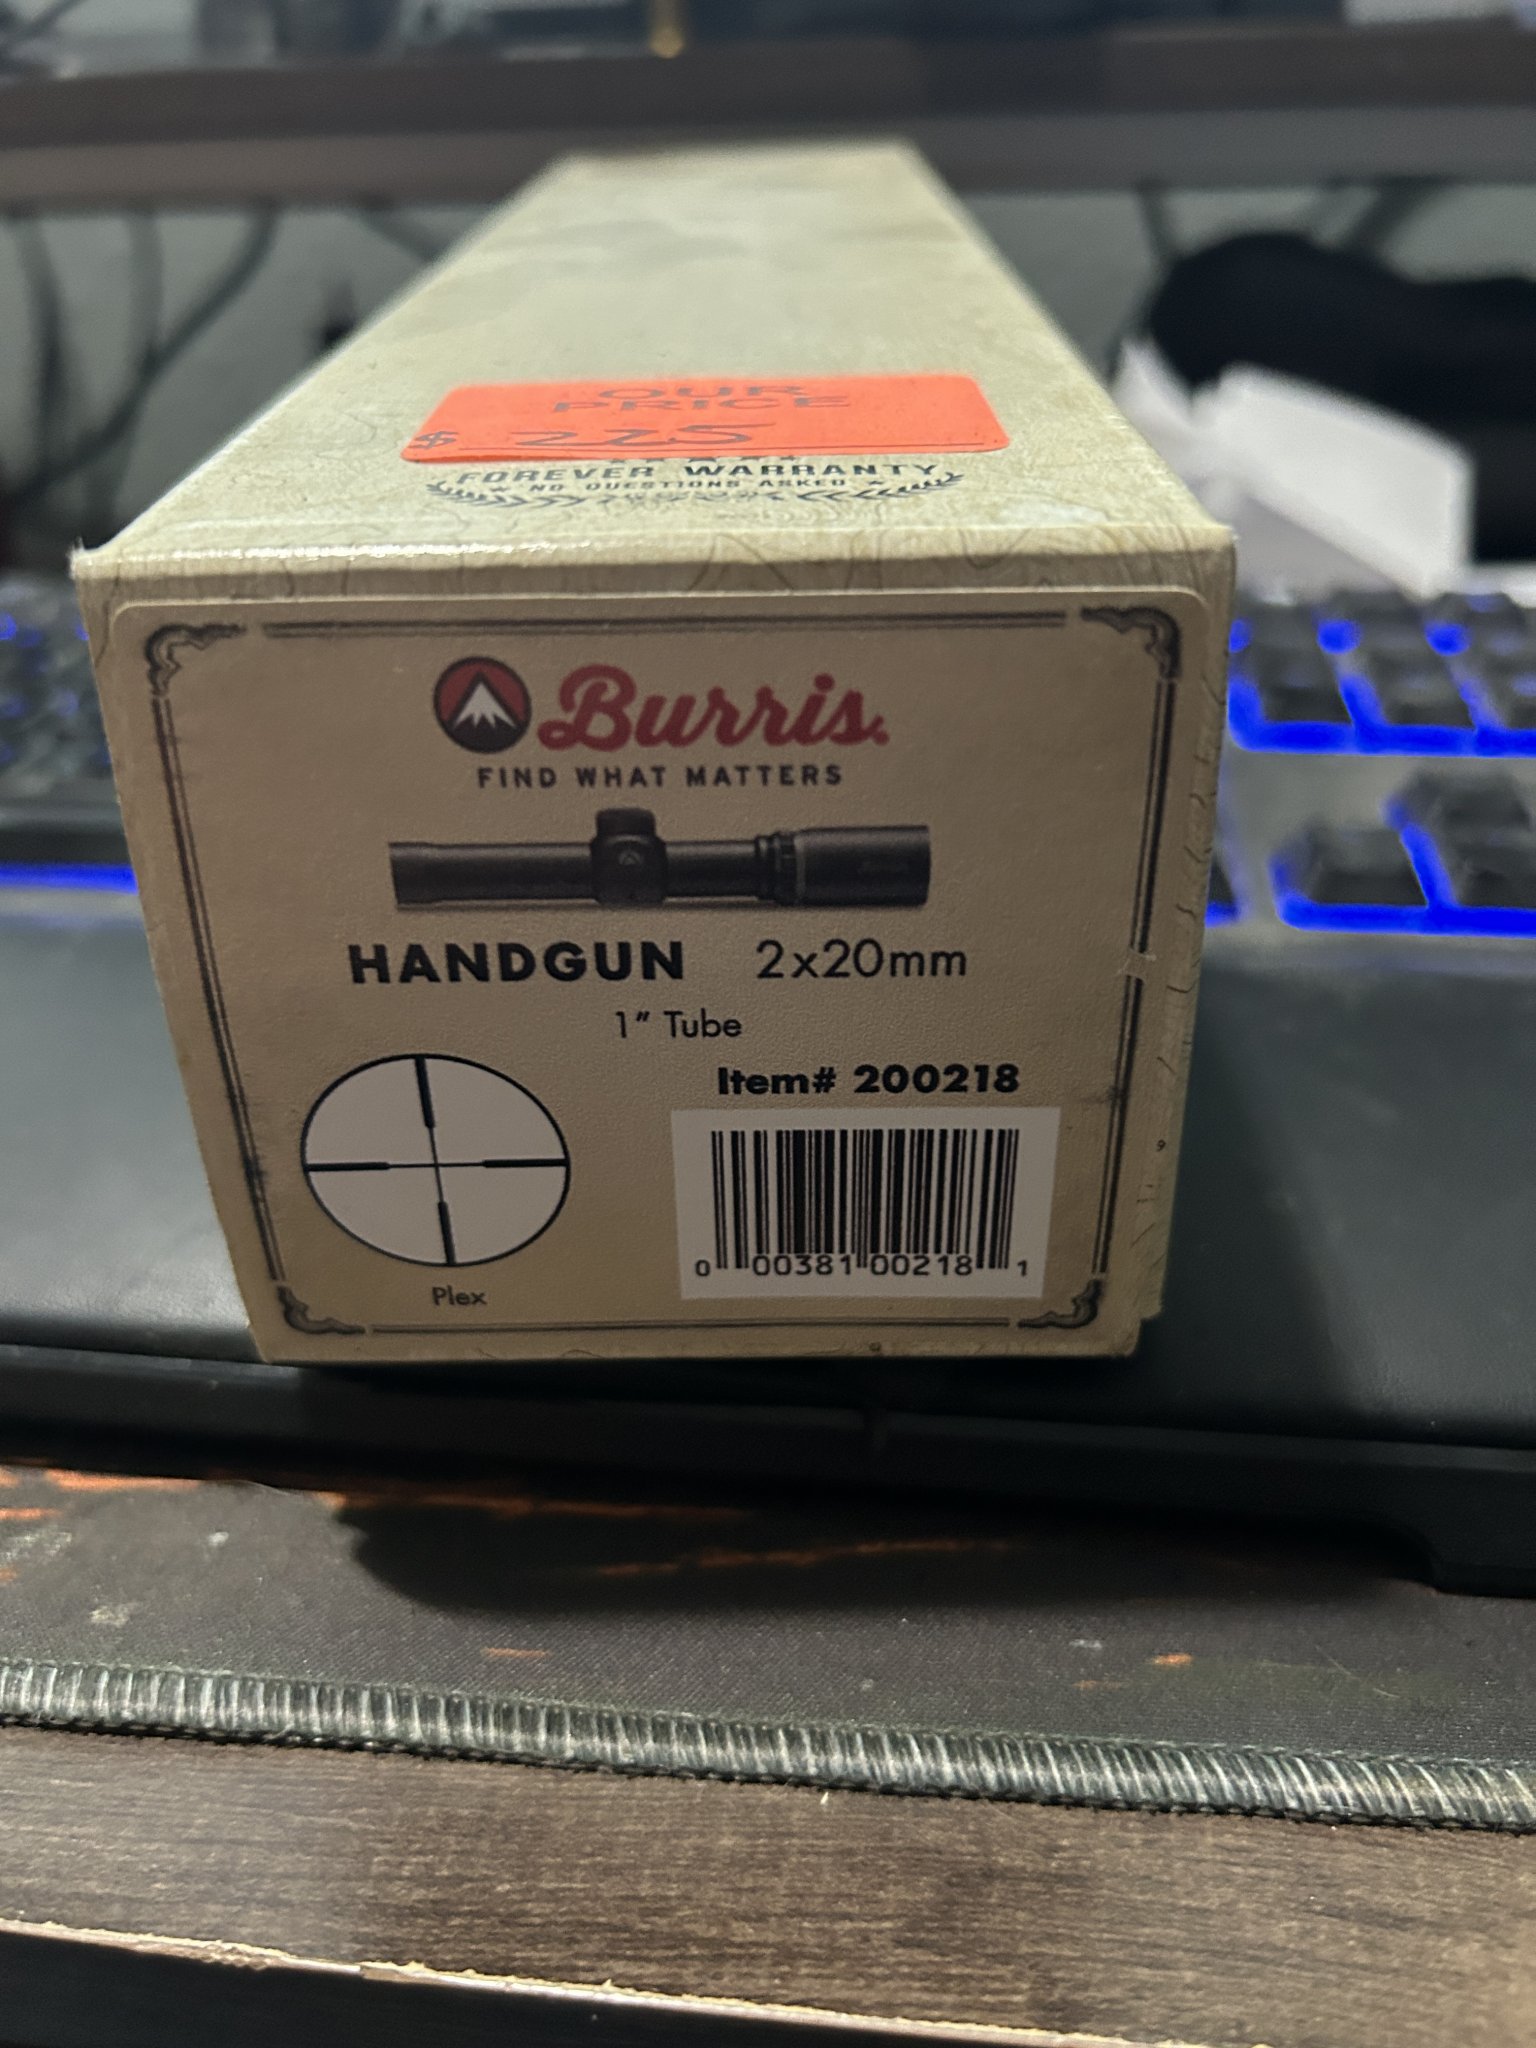 OUR
PRICE
$ 225
FOREVER WARRANTY
NO QUESTIONS ASKED
Burris.
FIND WHAT MATTERS
HANDGUN 2x20mm
1" Tube
Item# 200218
0 00381 00218 1
Plex